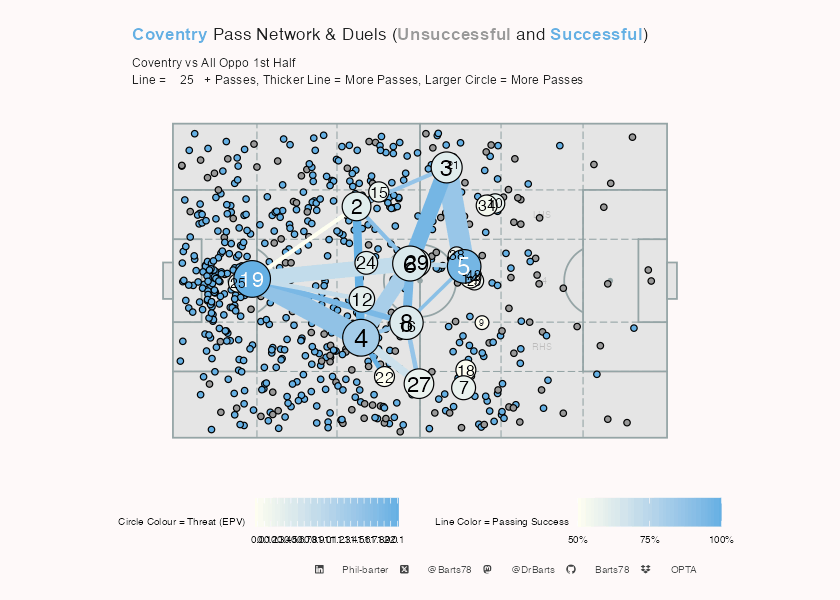 Coventry Pass Network & Duels (Unsuccessful and Successful)
Coventry vs All Oppo 1st Half
Line = 25 + Passes, Thicker Line = More Passes, Larger Circle = More Passes
3
15
2
34
5
24
19
12
8
4
9
18
22
27
7
RHS
Circle Colour = Threat (EPV)
Line Color = Passing Success
50% 75% 100%
Phil-barter @Barts78 @DrBarts Barts78 OPTA